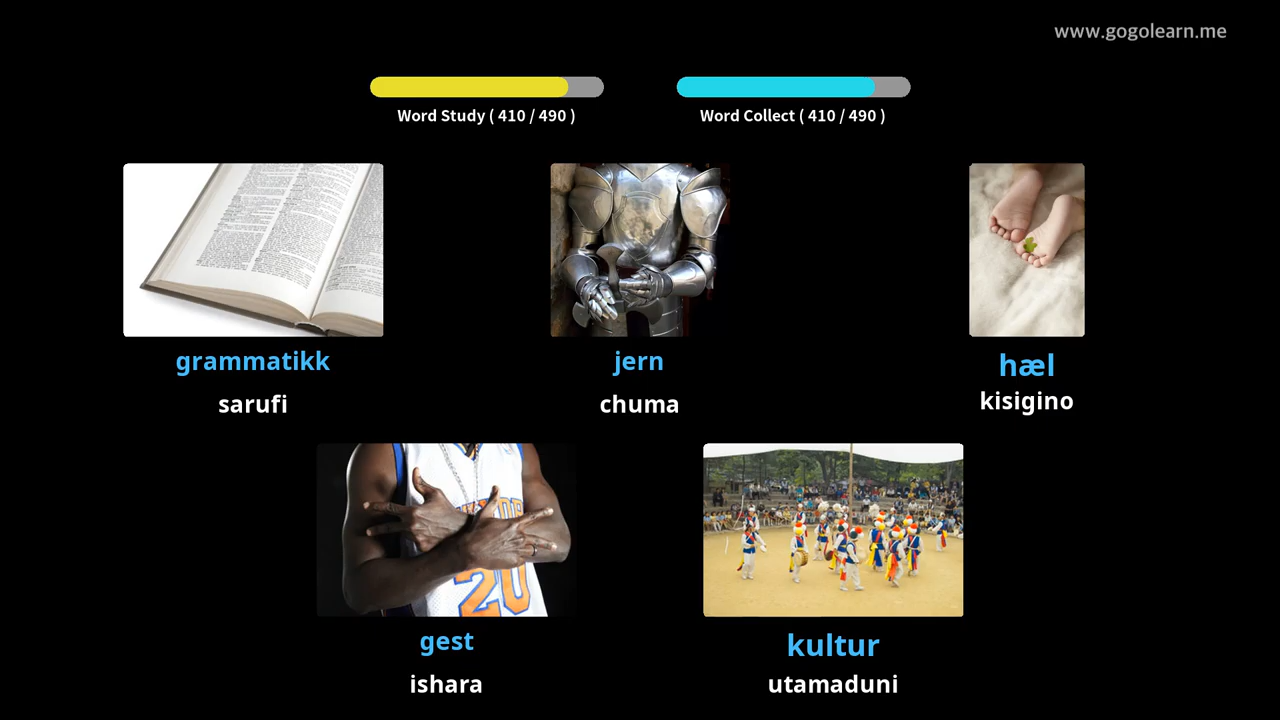 www.gogolearn.me
Word Study ( 410 / 490 )
Word Collect ( 410 / 490 )
grammatikk
sarufi
jern
chuma
hæl
kisigino
20
gest
ishara
kultur
utamaduni